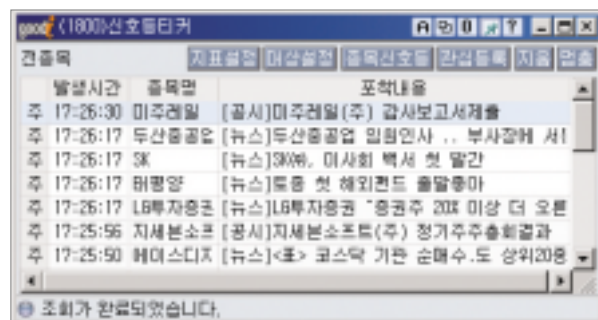 good (1800)신호등티커
전종목 지표설정 대상설정 종목신호등 관심등록 지움 멈춤
발생시간 종목명 포착내용
주 17:26:30 미주레일 [공시]미주레일(주) 감사보고서제출
주 17:26:17 두산중공업 [뉴스]두산중공업 임원인사 .. 부사장에 서
주 17:26:17 SK [뉴스]SK㈜, 이사회 백서 첫 발간
주 17:26:17 태평양 [뉴스]토종 첫 해외펀드 출발좋아
주 17:26:17 LG투자증권 [뉴스]LG투자증권 "증권주 20% 이상 더 오른
주 17:25:56 지세븐소프 [공시]지세븐소프트(주) 정기주주총회결과
주 17:25:50 에이스디지 [뉴스]<표> 코스닥 기관 순매수.도 상위20종
조회가 완료되었습니다.